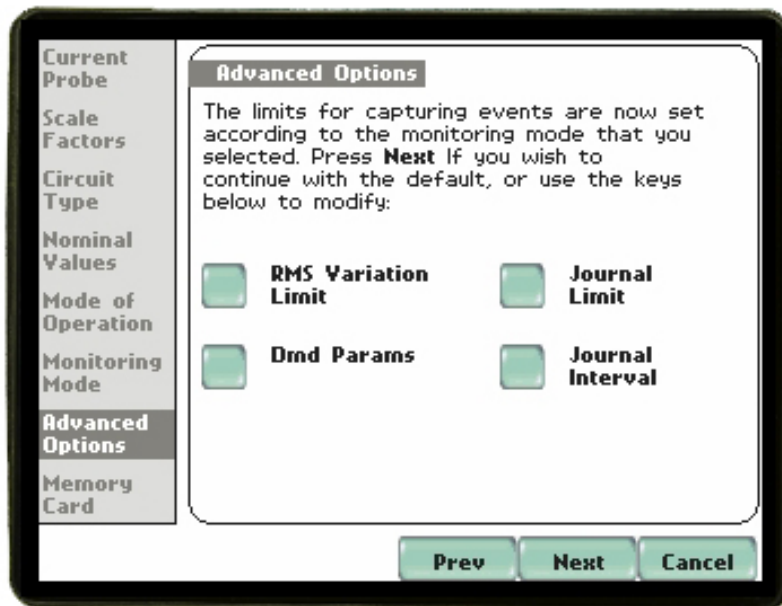 Current
Probe
Scale
Factors
Circuit
Type
Nominal
Values
Mode of
Operation
Monitoring
Mode
Advanced
Options
Memory
Card
Advanced Options
The limits for capturing events are now set
according to the monitoring mode that you
selected. Press Next If you wish to
continue with the default, or use the keys
below to modify:
RMS Variation
Limit
Journal
Limit
Dmd Params
Journal
Interval
Prev
Next
Cancel